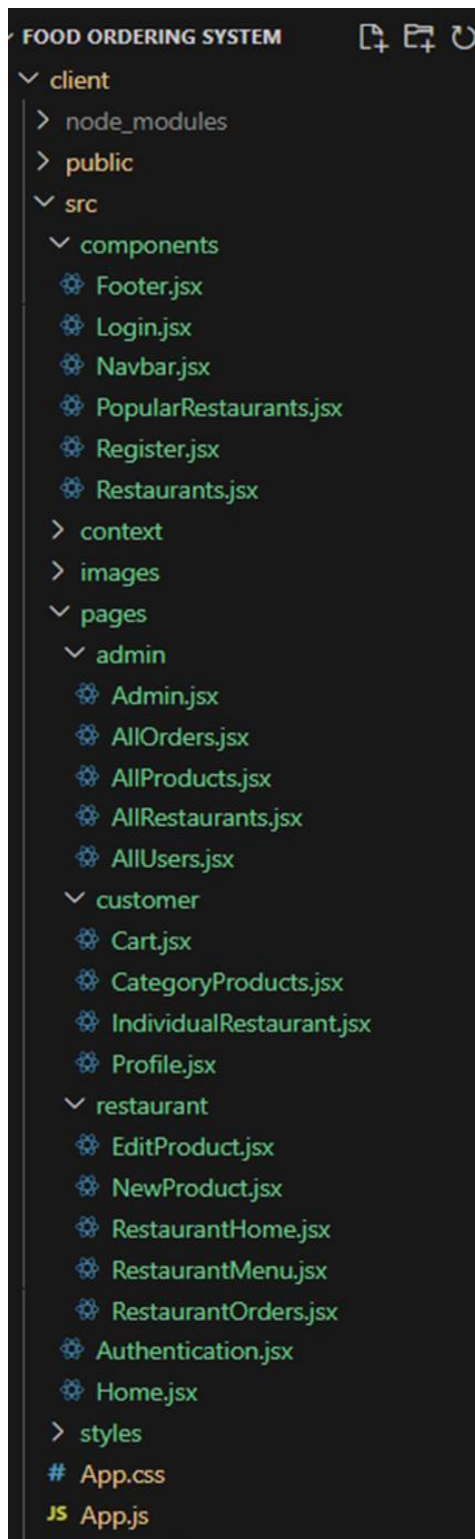 FOOD ORDERING SYSTEM
client
node_modules
public
src
components
Footer.jsx
Login.jsx
Navbar.jsx
PopularRestaurants.jsx
Register.jsx
Restaurants.jsx
context
images
pages
admin
Admin.jsx
AllOrders.jsx
AllProducts.jsx
AllRestaurants.jsx
AllUsers.jsx
customer
Cart.jsx
CategoryProducts.jsx
IndividualRestaurant.jsx
Profile.jsx
restaurant
EditProduct.jsx
NewProduct.jsx
RestaurantHome.jsx
RestaurantMenu.jsx
RestaurantOrders.jsx
Authentication.jsx
Home.jsx
styles
# App.css
JS App.js